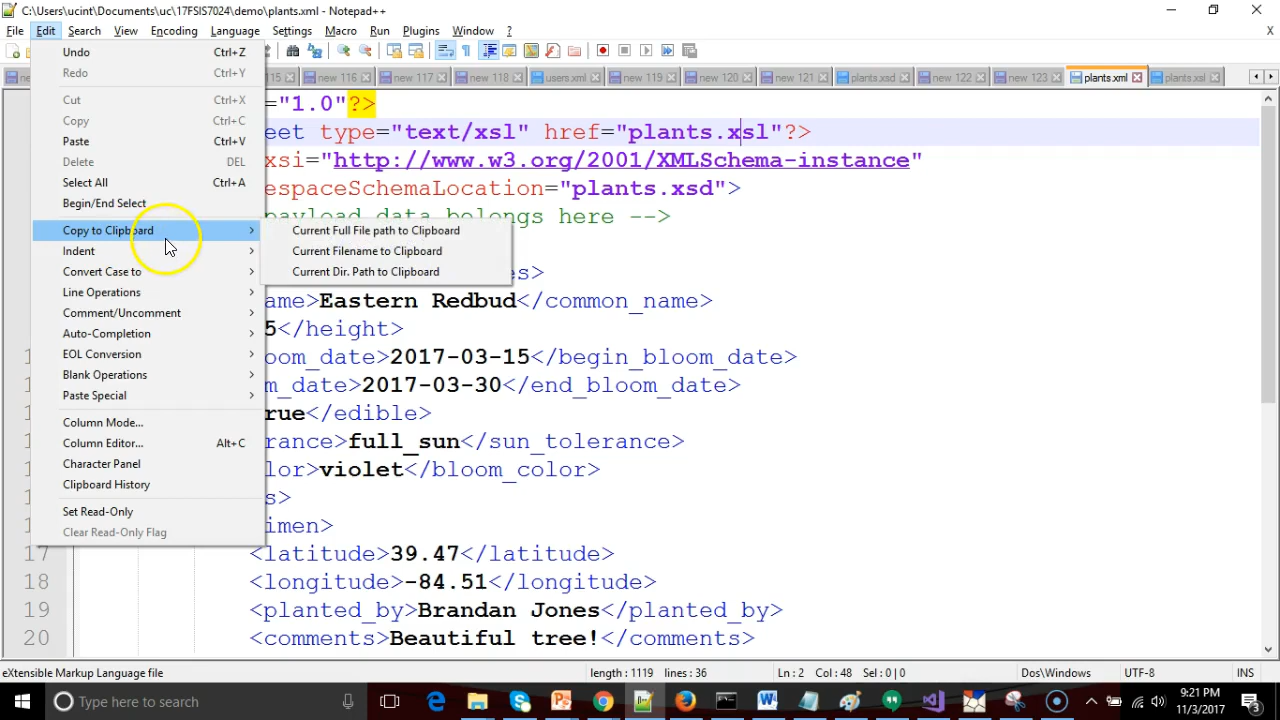 C:\Users\ucint\Documents\uc\17FSIS7024\demo\plants.xml - Notepad++
File Edit Search View Encoding Language Settings Macro Run Plugins Window ? X
115 new 116 new 117 new 118 users.xml new 119 new 120 new 121 plants.xsd new 122 new 123 plants.xml plants.xsl
Undo Ctrl+Z
Redo Ctrl+Y
Cut Ctrl+X
Copy Ctrl+C
Paste Ctrl+V
Delete DEL
Select All Ctrl+A
Begin/End Select
Copy to Clipboard
Indent
Convert Case to
Line Operations
Comment/Uncomment
Auto-Completion
EOL Conversion
Blank Operations
Paste Special
Column Mode...
Column Editor... Alt+C
Character Panel
Clipboard History
Set Read-Only
Clear Read-Only Flag
Current Full File path to Clipboard
Current Filename to Clipboard
Current Dir. Path to Clipboard
="1.0"?>
eet type="text/xsl" href="plants.xsl"?>
xsi="http://www.w3.org/2001/XMLSchema-instance"
espaceSchemaLocation="plants.xsd">
payload data belongs here -->
es>
ame>Eastern Redbud</common_name>
5</height>
oom_date>2017-03-15</begin_bloom_date>
m_date>2017-03-30</end_bloom_date>
rue</edible>
rance>full_sun</sun_tolerance>
lor>violet</bloom_color>
s>
imen>
17 <latitude>39.47</latitude>
18 <longitude>-84.51</longitude>
19 <planted_by>Brandan Jones</planted_by>
20 <comments>Beautiful tree!</comments>
eXtensible Markup Language file length : 1119 lines : 36 Ln : 2 Col : 48 Sel : 0 | 0 Dos\Windows UTF-8 INS
Type here to search
9:21 PM
11/3/2017
3